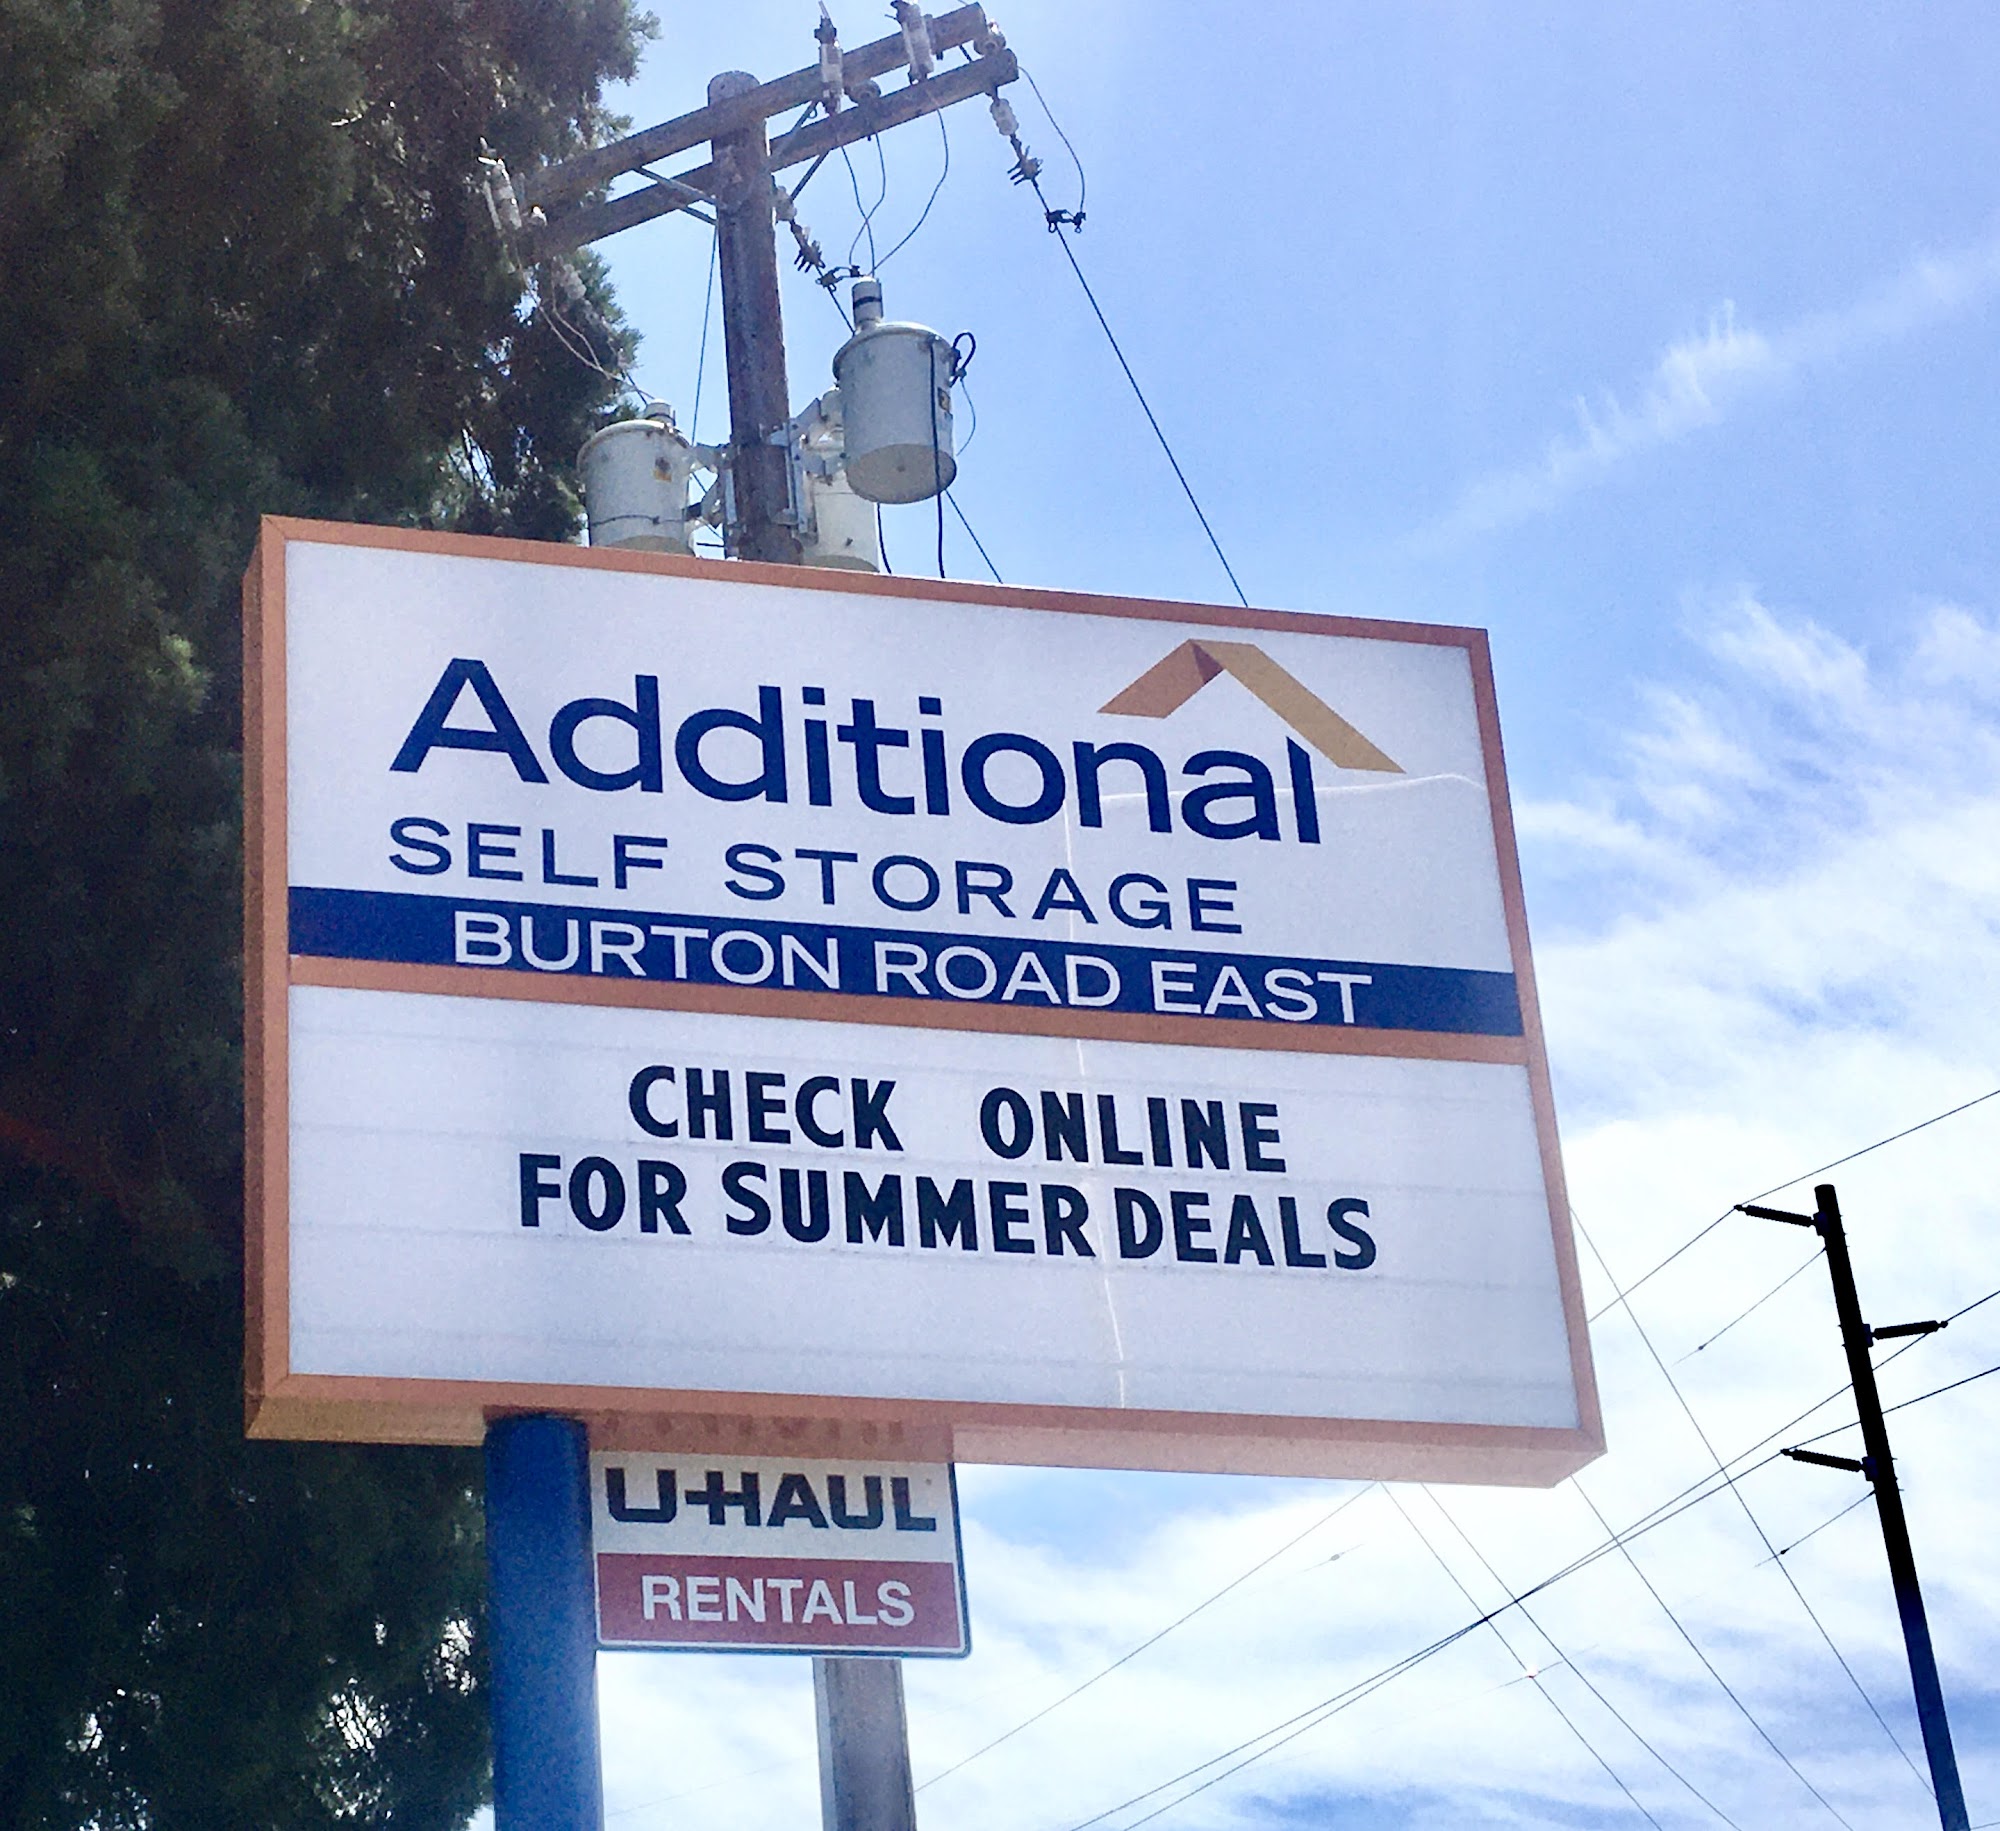 Additional
SELF STORAGE
BURTON ROAD EAST
CHECK ONLINE
FOR SUMMER DEALS
U-HAUL
RENTALS